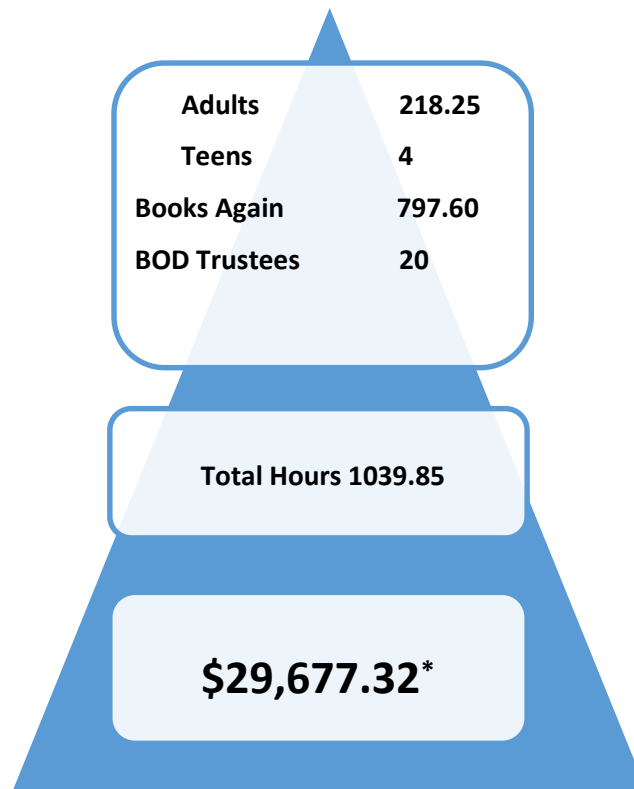 Adults 218.25
Teens 4
Books Again 797.60
BOD Trustees 20
Total Hours 1039.85
$29,677.32*